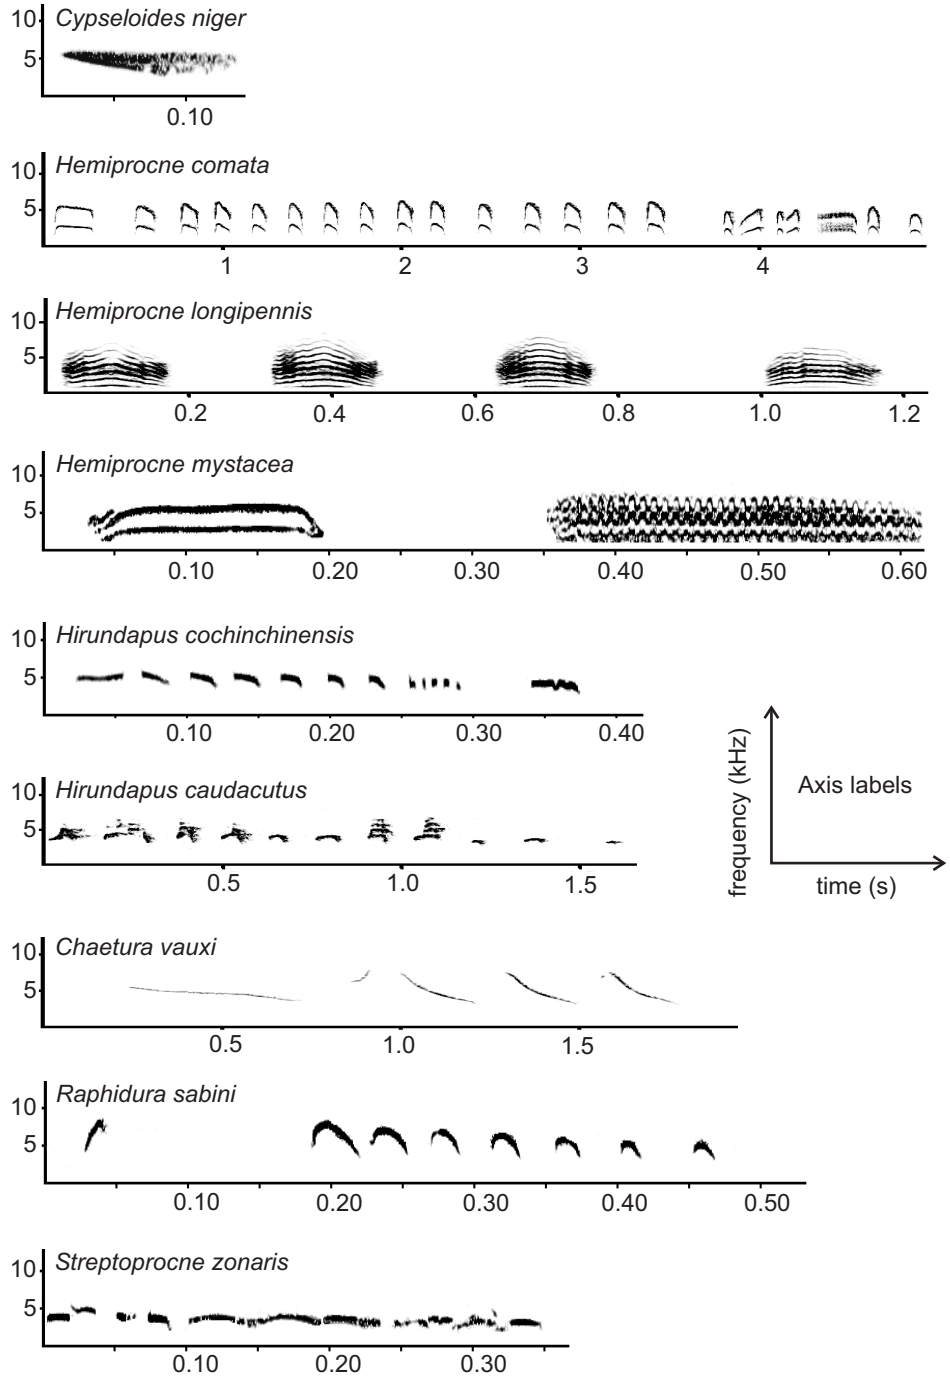 Cypseloides niger
10
5
0.10
Hemiprocne comata
10
5
1 2 3 4
Hemiprocne longipennis
10
5
0.2 0.4 0.6 0.8 1.0 1.2
Hemiprocne mystacea
10
5
0.10 0.20 0.30 0.40 0.50 0.60
Hirundapus cochinchinensis
10
5
0.10 0.20 0.30 0.40
Hirundapus caudacutus
10
5
0.5 1.0 1.5
frequency (kHz)
Axis labels
time (s)
Chaetura vauxi
10
5
0.5 1.0 1.5
Raphidura sabini
10
5
0.10 0.20 0.30 0.40 0.50
Streptoprocne zonaris
10
5
0.10 0.20 0.30